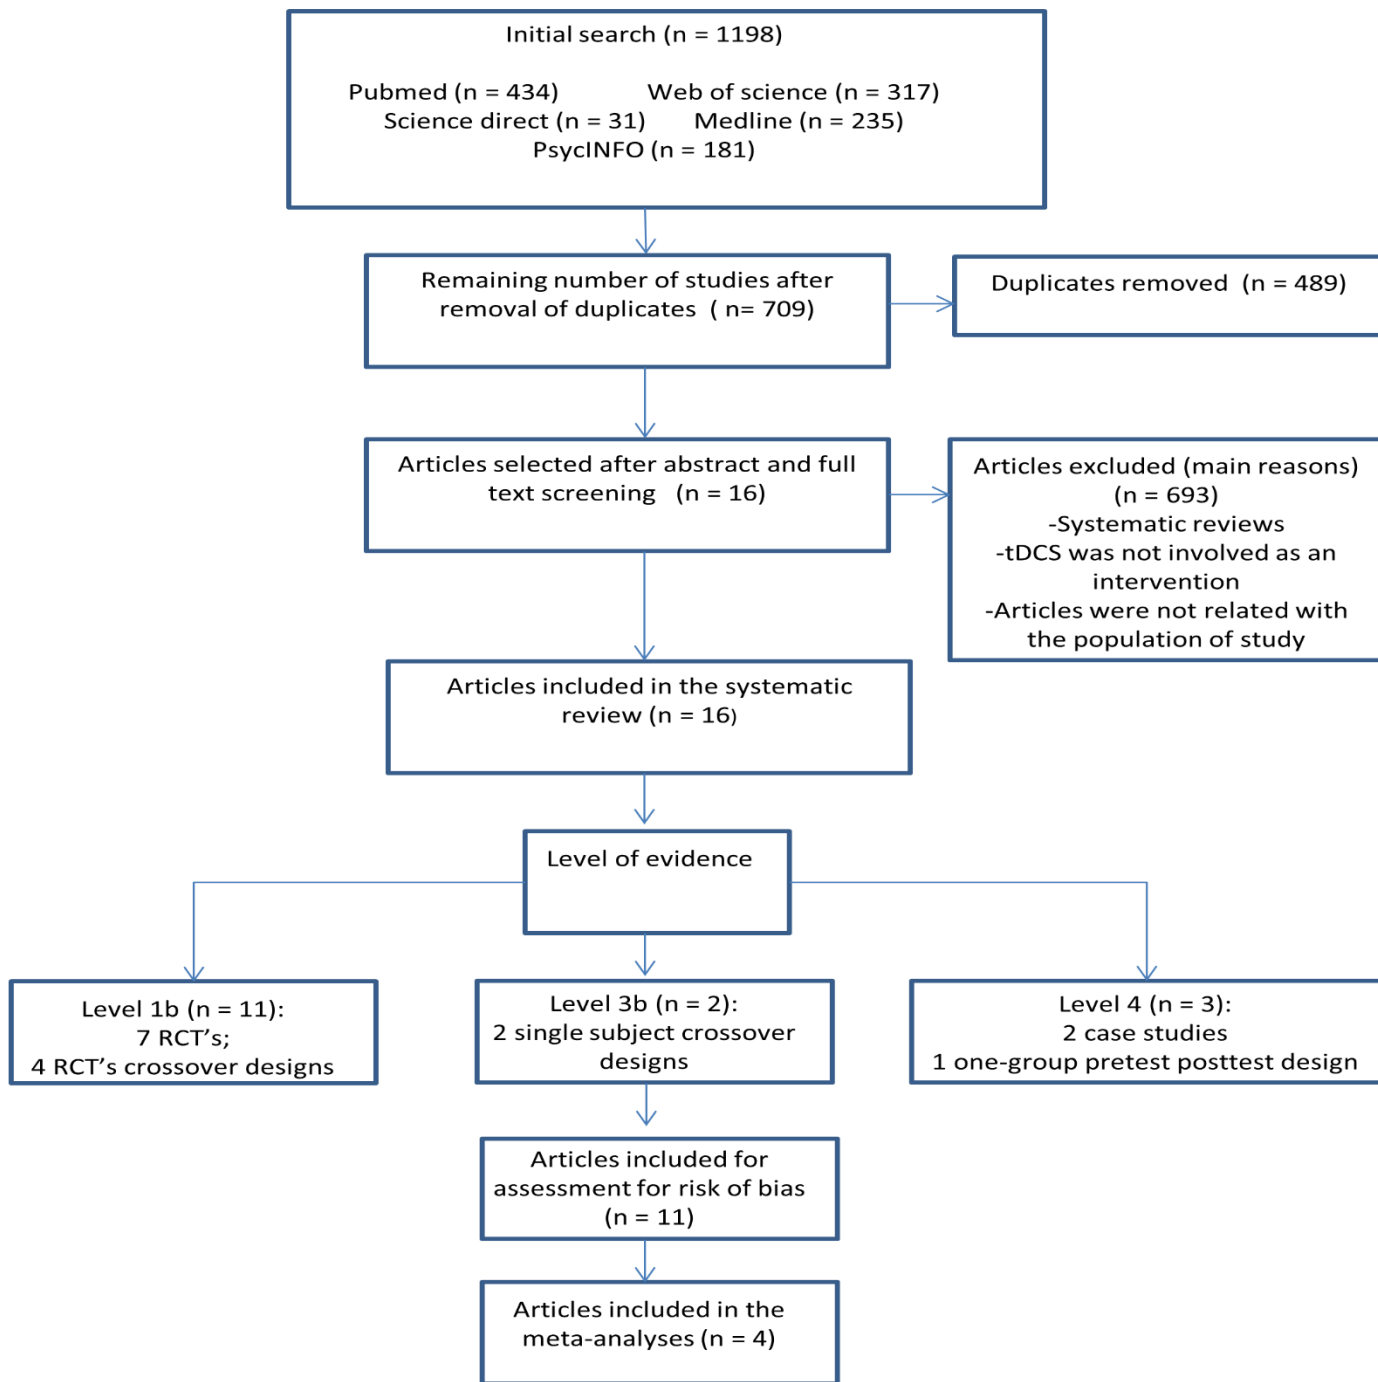 Initial search (n = 1198)
Pubmed (n = 434) Web of science (n = 317)
Science direct (n = 31) Medline (n = 235)
PsycINFO (n = 181)
Remaining number of studies after
removal of duplicates ( n= 709)
Duplicates removed (n = 489)
Articles selected after abstract and full
text screening (n = 16)
Articles excluded (main reasons)
(n = 693)
-Systematic reviews
-tDCS was not involved as an
intervention
-Articles were not related with
the population of study
Articles included in the systematic
review (n = 16)
Level of evidence
Level 1b (n = 11):
7 RCT’s;
4 RCT’s crossover designs
Level 3b (n = 2):
2 single subject crossover
designs
Level 4 (n = 3):
2 case studies
1 one-group pretest posttest design
Articles included for
assessment for risk of bias
(n = 11)
Articles included in the
meta-analyses (n = 4)